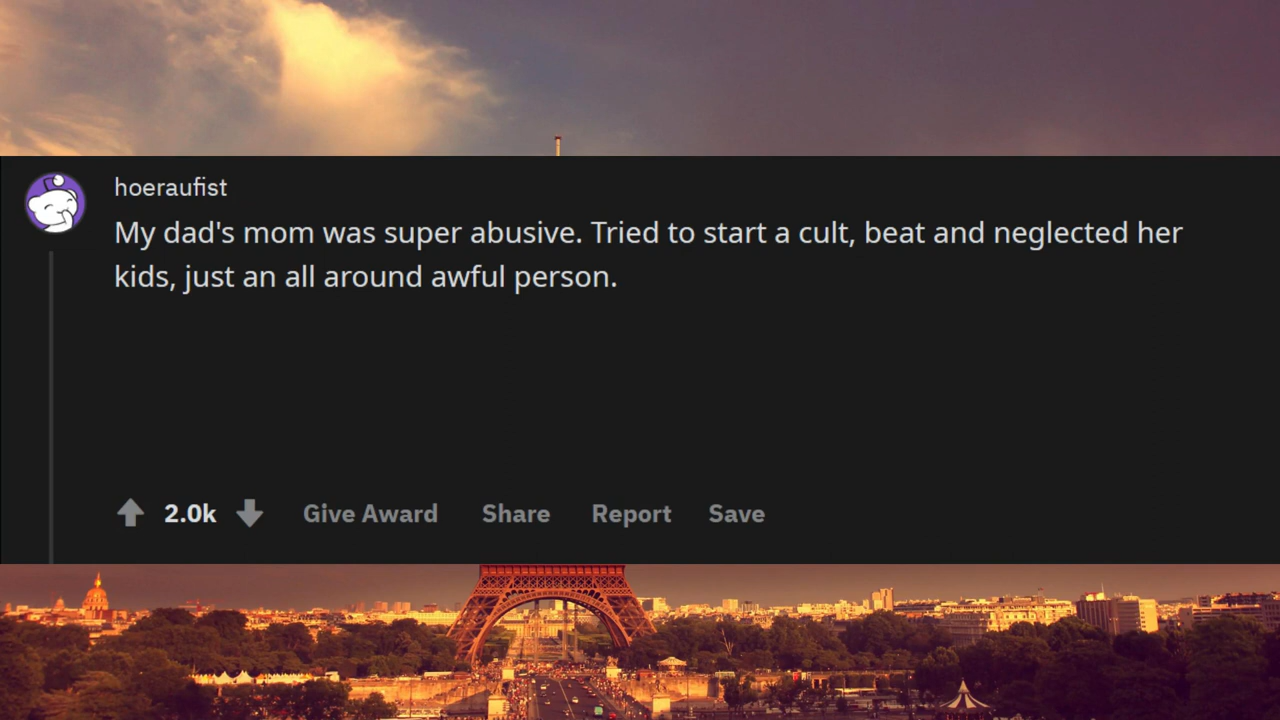 hoeraufist
My dad's mom was super abusive. Tried to start a cult, beat and neglected her
kids, just an all around awful person.
2.0k Give Award Share Report Save